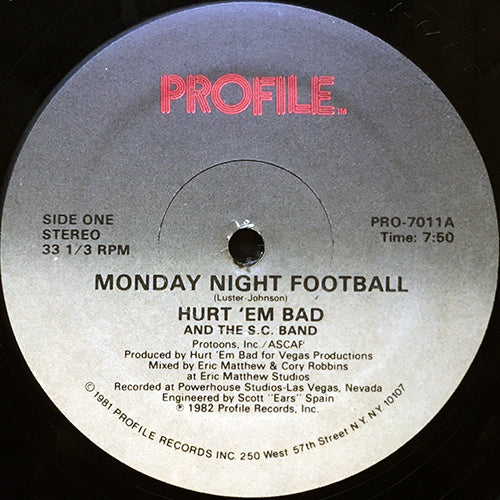 PROFILE TM
SIDE ONE
STEREO
33 1/3 RPM
PRO-7011A
Time: 7:50
MONDAY NIGHT FOOTBALL
(Luster-Johnson)
HURT 'EM BAD
AND THE S.C. BAND
Protoons, Inc./ASCAP
Produced by Hurt 'Em Bad for Vegas Productions
Mixed by Eric Matthew & Cory Robbins
at Eric Matthew Studios
Recorded at Powerhouse Studios-Las Vegas, Nevada
Engineered by Scott "Ears" Spain
℗ 1982 Profile Records, Inc.
© 1981 PROFILE RECORDS INC. 250 West 57th Street N.Y. NY 10107